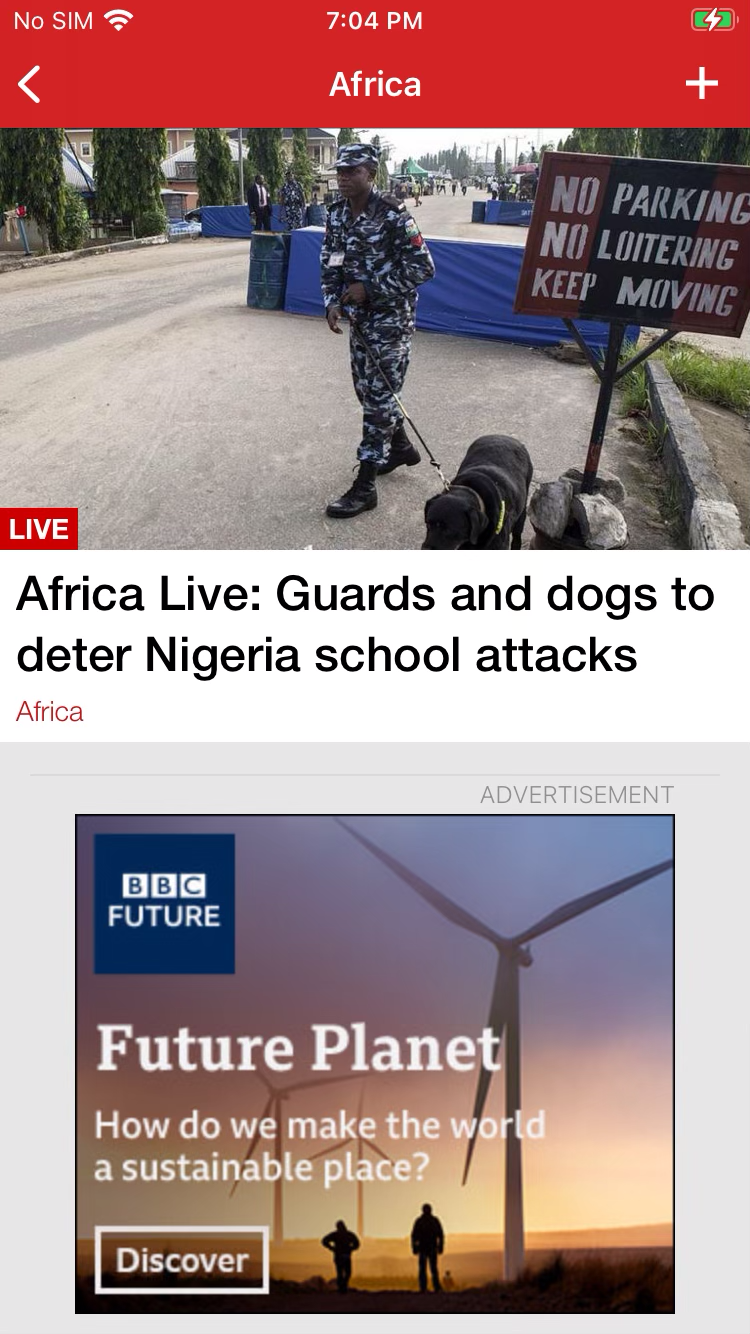 No SIM 7:04 PM
Africa
NO PARKING
NO LOITERING
KEEP MOVING
LIVE
Africa Live: Guards and dogs to
deter Nigeria school attacks
Africa
ADVERTISEMENT
BBC
FUTURE
Future Planet
How do we make the world
a sustainable place?
Discover